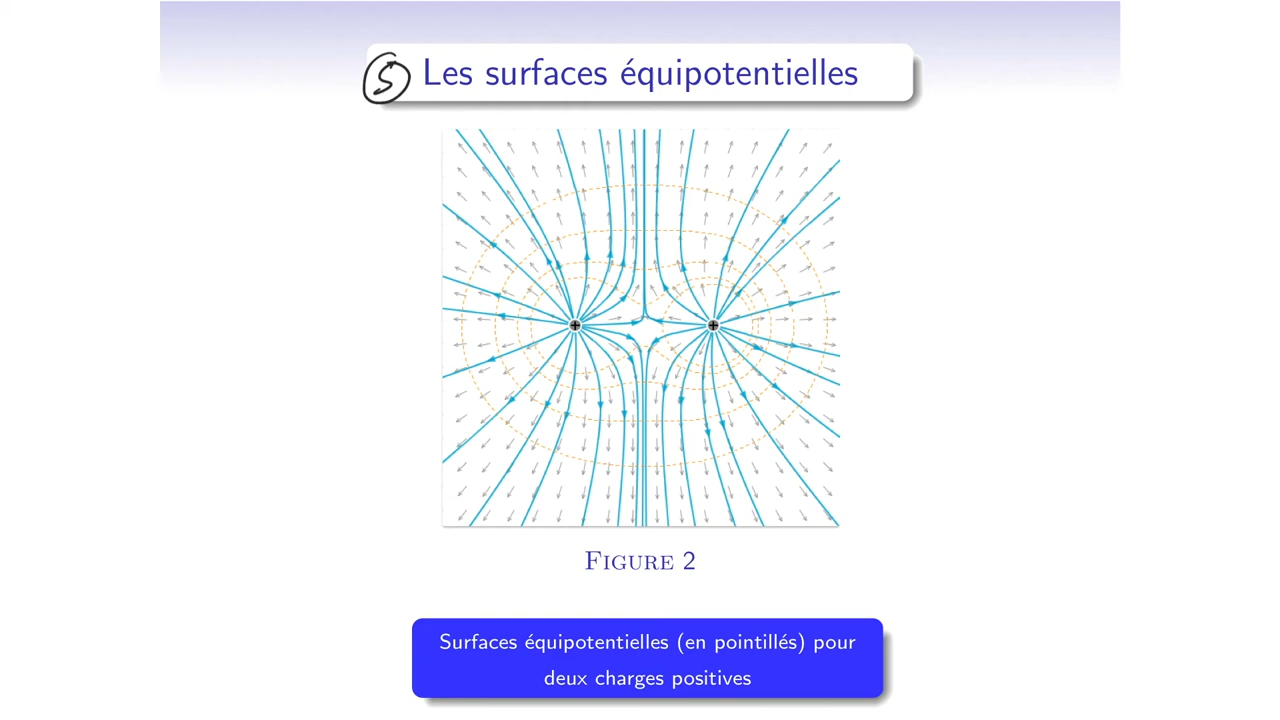 S Les surfaces équipotentielles
+ +
FIGURE 2
Surfaces équipotentielles (en pointillés) pour
deux charges positives